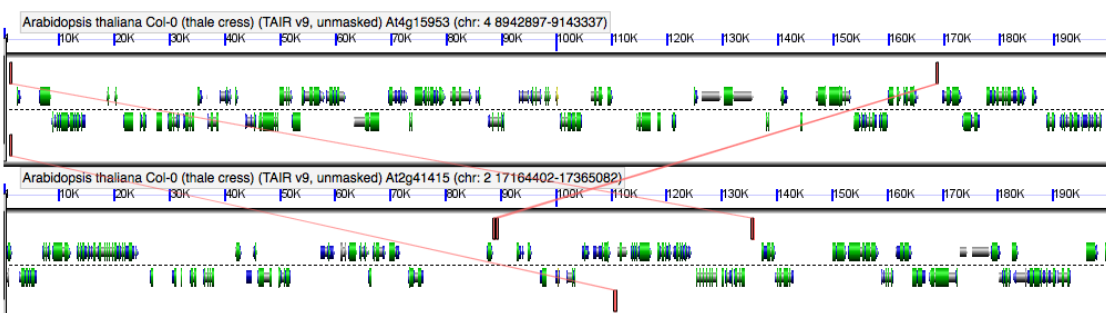 Arabidopsis thaliana Col-0 (thale cress) (TAIR v9, unmasked) At4g15953 (chr: 4 8942897-9143337)
10K 20K 30K 40K 50K 60K 70K 80K 90K 100K 110K 120K 130K 140K 150K 160K 170K 180K 190K
Arabidopsis thaliana Col-0 (thale cress) (TAIR v9, unmasked) At2g41415 (chr: 2 17164402-17365082)
10K 20K 30K 40K 50K 60K 70K 80K 90K 100K 110K 120K 130K 140K 150K 160K 170K 180K 190K